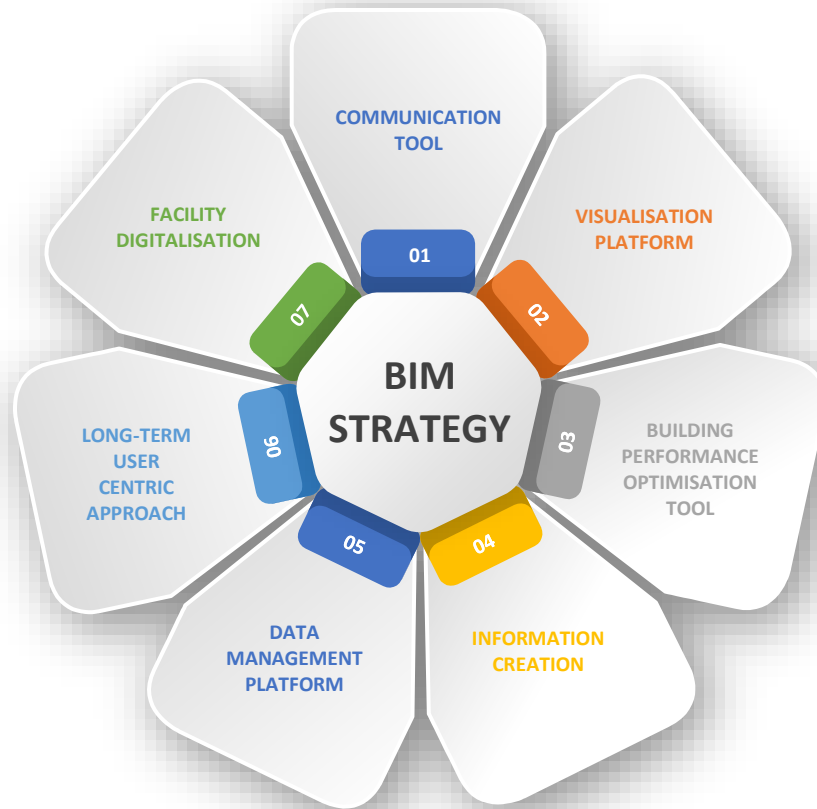 COMMUNICATION
TOOL
01
VISUALISATION
PLATFORM
02
BUILDING
PERFORMANCE
OPTIMISATION
TOOL
03
INFORMATION
CREATION
04
DATA
MANAGEMENT
PLATFORM
05
LONG-TERM
USER
CENTRIC
APPROACH
06
FACILITY
DIGITALISATION
07
BIM
STRATEGY